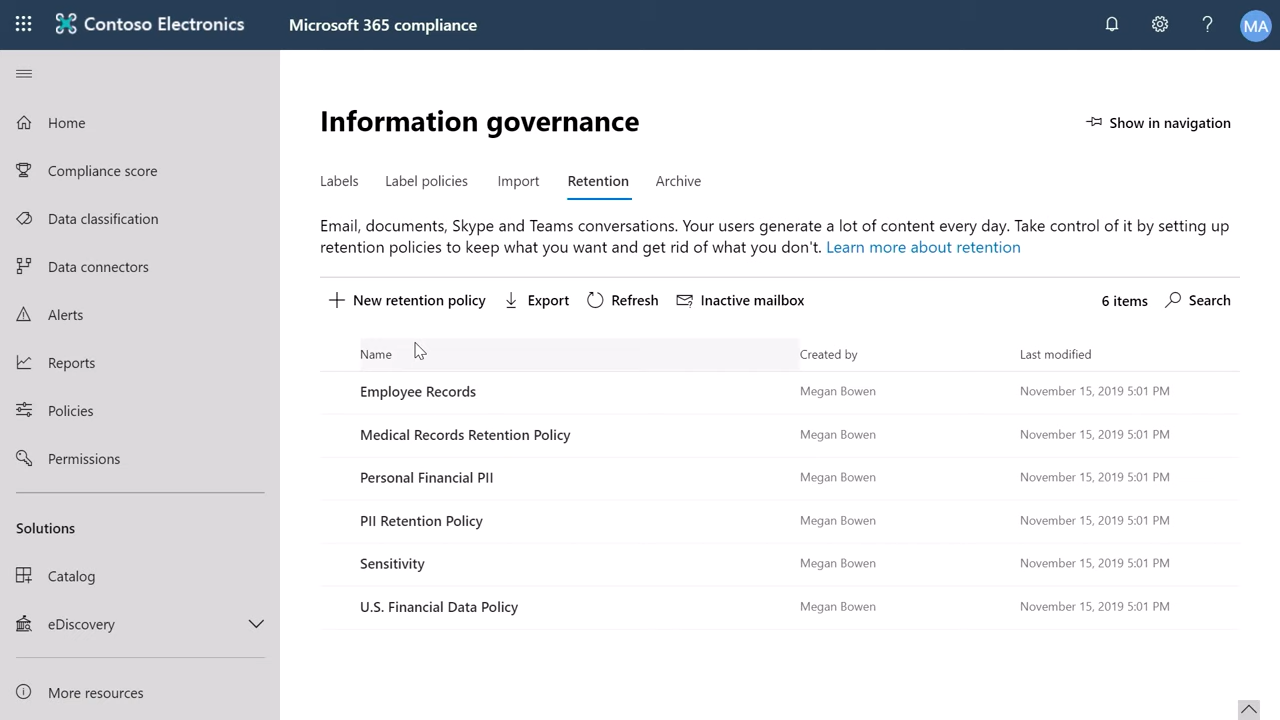 Contoso Electronics
Microsoft 365 compliance
MA
Home
Compliance score
Data classification
Data connectors
Alerts
Reports
Policies
Permissions
Solutions
Catalog
eDiscovery
More resources
Information governance
Show in navigation
Labels Label policies Import Retention Archive
Email, documents, Skype and Teams conversations. Your users generate a lot of content every day. Take control of it by setting up
retention policies to keep what you want and get rid of what you don't. Learn more about retention
New retention policy Export Refresh Inactive mailbox 6 items Search
Name Created by Last modified
Employee Records Megan Bowen November 15, 2019 5:01 PM
Medical Records Retention Policy Megan Bowen November 15, 2019 5:01 PM
Personal Financial PII Megan Bowen November 15, 2019 5:01 PM
PII Retention Policy Megan Bowen November 15, 2019 5:01 PM
Sensitivity Megan Bowen November 15, 2019 5:01 PM
U.S. Financial Data Policy Megan Bowen November 15, 2019 5:01 PM